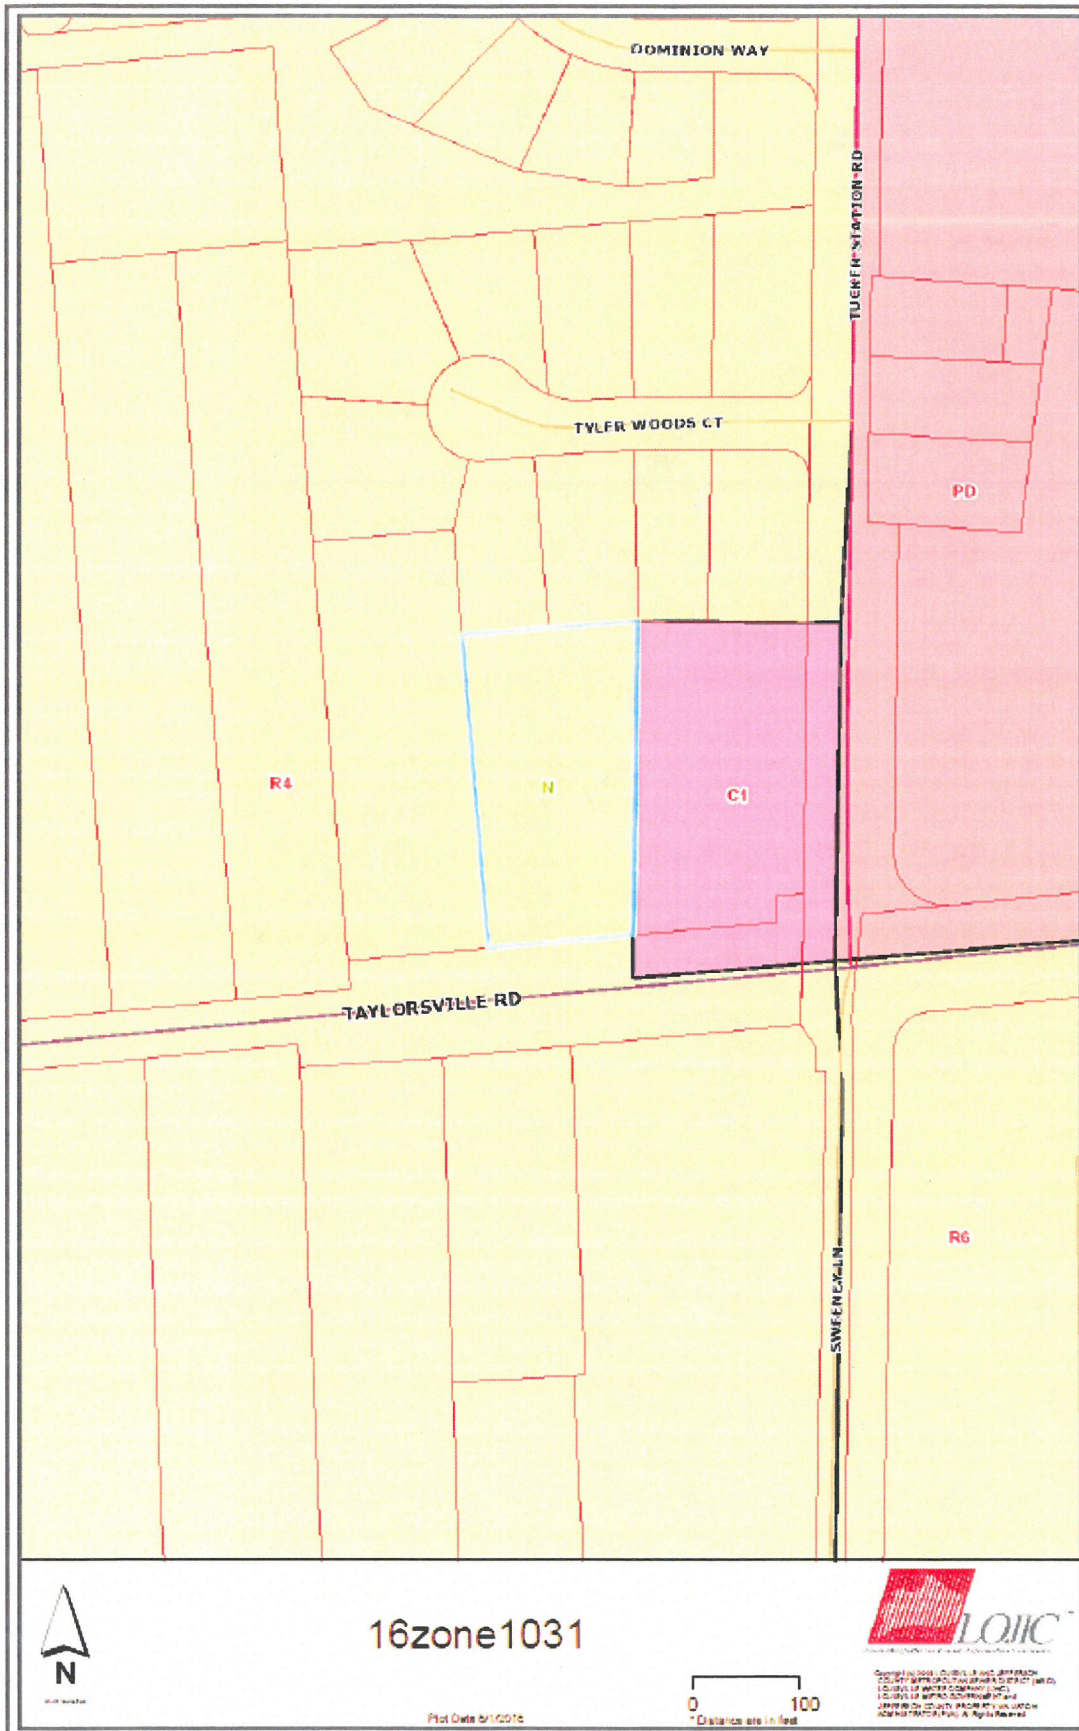 DOMINION WAY
TUCKER STATION RD
TYLER WOODS CT
PD
R4
N
C1
TAYLORSVILLE RD
R6
SWEENEY LN
N
16zone1031
LOJIC
0 100
* Distances are in feet